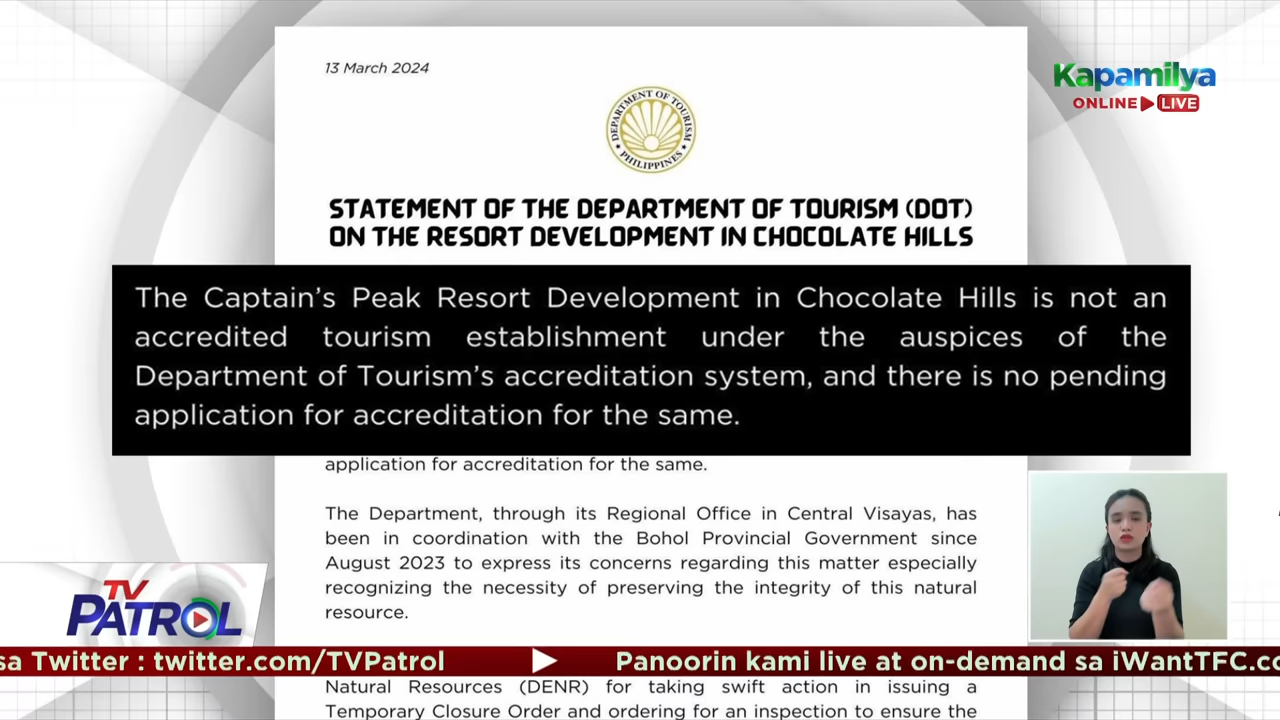 13 March 2024
Kapamilya
ONLINE LIVE
DEPARTMENT OF TOURISM
PHILIPPINES
STATEMENT OF THE DEPARTMENT OF TOURISM (DOT)
ON THE RESORT DEVELOPMENT IN CHOCOLATE HILLS
The Captain's Peak Resort Development in Chocolate Hills is not an
accredited tourism establishment under the auspices of the
Department of Tourism's accreditation system, and there is no pending
application for accreditation for the same.
application for accreditation for the same.
The Department, through its Regional Office in Central Visayas, has
been in coordination with the Bohol Provincial Government since
August 2023 to express its concerns regarding this matter especially
recognizing the necessity of preserving the integrity of this natural
resource.
TV
PATROL
sa Twitter : twitter.com/TVPatrol
Panoorin kami live at on-demand sa iWantTFC.co
Natural Resources (DENR) for taking swift action in issuing a
Temporary Closure Order and ordering for an inspection to ensure the